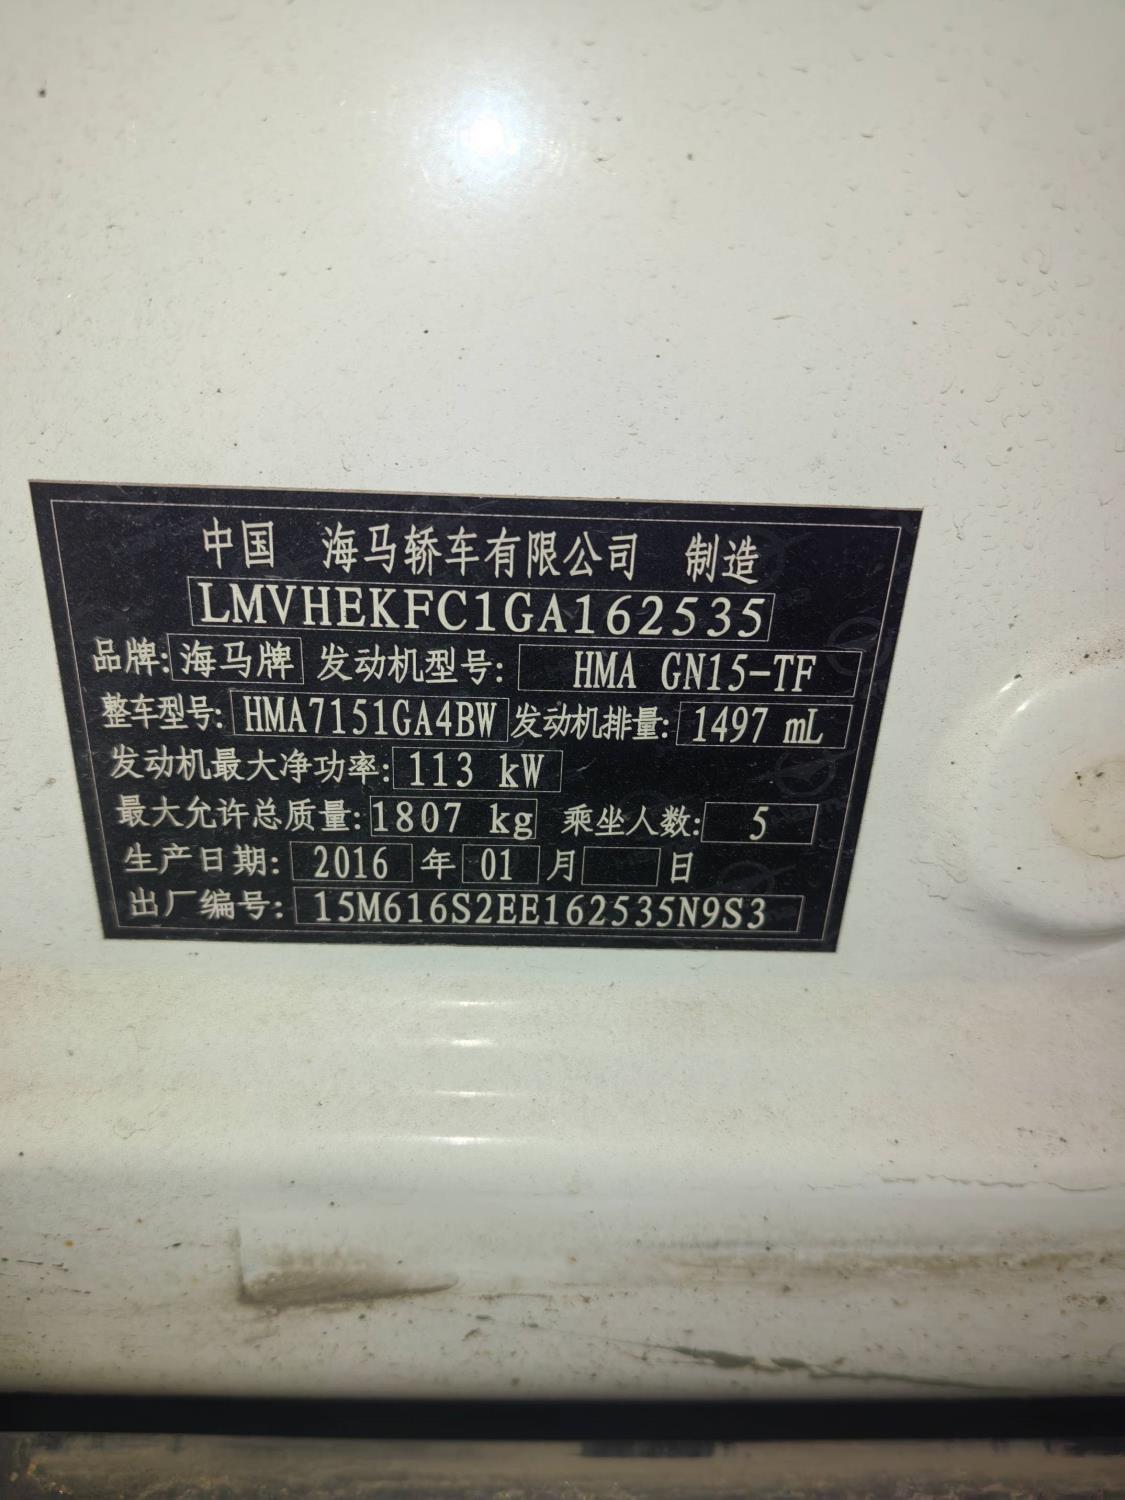 中国 海马轿车有限公司 制造
LMVHEKFC1GA162535
品牌: 海马牌 发动机型号: HMA GN15-TF
整车型号: HMA7151GA4BW 发动机排量: 1497 mL
发动机最大净功率: 113 kW
最大允许总质量: 1807 kg 乘坐人数: 5
生产日期: 2016 年 01 月 日
出厂编号: 15M616S2EE162535N9S3